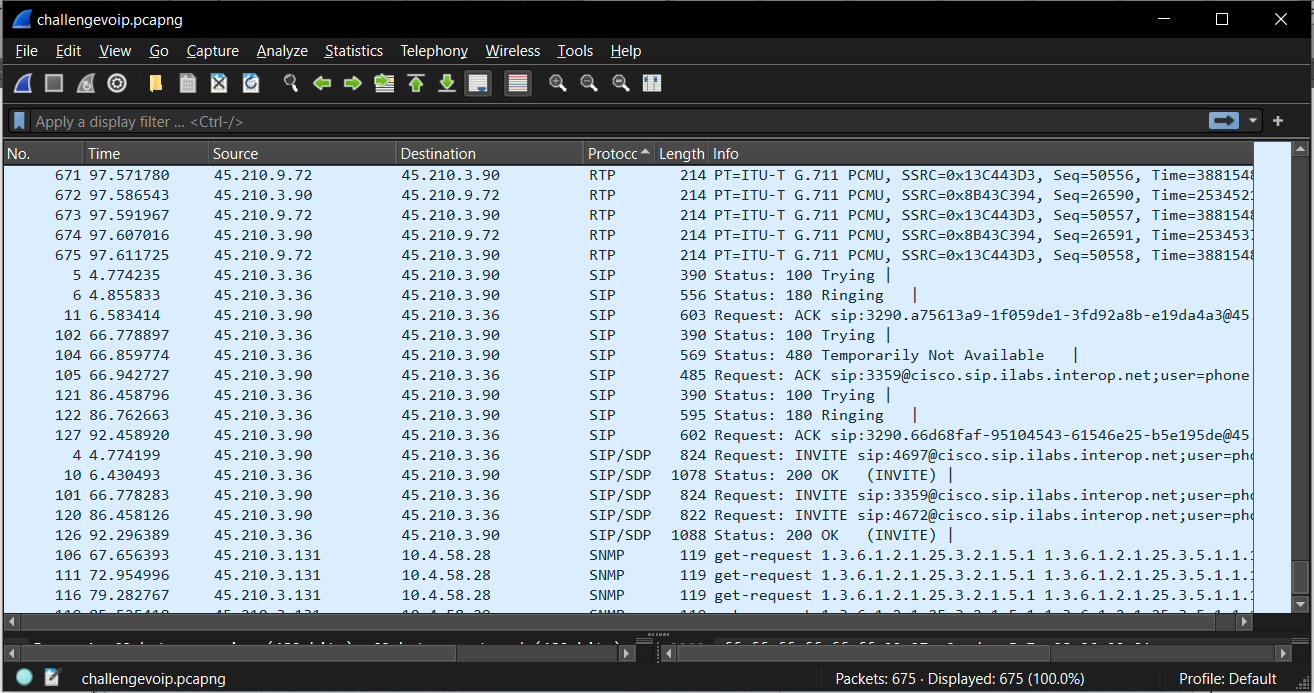 challengevoip.pcapng
File Edit View Go Capture Analyze Statistics Telephony Wireless Tools Help
Apply a display filter ... <Ctrl-/>
No. Time Source Destination Protoco Length Info
671 97.571780 45.210.9.72 45.210.3.90 RTP 214 PT=ITU-T G.711 PCMU, SSRC=0x13C443D3, Seq=50556, Time=3881548
672 97.586543 45.210.3.90 45.210.9.72 RTP 214 PT=ITU-T G.711 PCMU, SSRC=0x8B43C394, Seq=26590, Time=2534521
673 97.591967 45.210.9.72 45.210.3.90 RTP 214 PT=ITU-T G.711 PCMU, SSRC=0x13C443D3, Seq=50557, Time=3881548
674 97.607016 45.210.3.90 45.210.9.72 RTP 214 PT=ITU-T G.711 PCMU, SSRC=0x8B43C394, Seq=26591, Time=2534537
675 97.611725 45.210.9.72 45.210.3.90 RTP 214 PT=ITU-T G.711 PCMU, SSRC=0x13C443D3, Seq=50558, Time=3881548
5 4.774235 45.210.3.36 45.210.3.90 SIP 390 Status: 100 Trying |
6 4.855833 45.210.3.36 45.210.3.90 SIP 556 Status: 180 Ringing |
11 6.583414 45.210.3.90 45.210.3.36 SIP 603 Request: ACK sip:3290.a75613a9-1f059de1-3fd92a8b-e19da4a3@45.
102 66.778897 45.210.3.36 45.210.3.90 SIP 390 Status: 100 Trying |
104 66.859774 45.210.3.36 45.210.3.90 SIP 569 Status: 480 Temporarily Not Available |
105 66.942727 45.210.3.90 45.210.3.36 SIP 485 Request: ACK sip:3359@cisco.sip.ilabs.interop.net;user=phone
121 86.458796 45.210.3.36 45.210.3.90 SIP 390 Status: 100 Trying |
122 86.762663 45.210.3.36 45.210.3.90 SIP 595 Status: 180 Ringing |
127 92.458920 45.210.3.90 45.210.3.36 SIP 602 Request: ACK sip:3290.66d68faf-95104543-61546e25-b5e195de@45.
4 4.774199 45.210.3.90 45.210.3.36 SIP/SDP 824 Request: INVITE sip:4697@cisco.sip.ilabs.interop.net;user=pho
10 6.430493 45.210.3.36 45.210.3.90 SIP/SDP 1078 Status: 200 OK (INVITE) |
101 66.778283 45.210.3.90 45.210.3.36 SIP/SDP 824 Request: INVITE sip:3359@cisco.sip.ilabs.interop.net;user=pho
120 86.458126 45.210.3.90 45.210.3.36 SIP/SDP 822 Request: INVITE sip:4672@cisco.sip.ilabs.interop.net;user=pho
126 92.296389 45.210.3.36 45.210.3.90 SIP/SDP 1088 Status: 200 OK (INVITE) |
106 67.656393 45.210.3.131 10.4.58.28 SNMP 119 get-request 1.3.6.1.2.1.25.3.2.1.5.1 1.3.6.1.2.1.25.3.5.1.1.1
111 72.954996 45.210.3.131 10.4.58.28 SNMP 119 get-request 1.3.6.1.2.1.25.3.2.1.5.1 1.3.6.1.2.1.25.3.5.1.1.1
116 79.282767 45.210.3.131 10.4.58.28 SNMP 119 get-request 1.3.6.1.2.1.25.3.2.1.5.1 1.3.6.1.2.1.25.3.5.1.1.1
challengevoip.pcapng Packets: 675 · Displayed: 675 (100.0%) Profile: Default